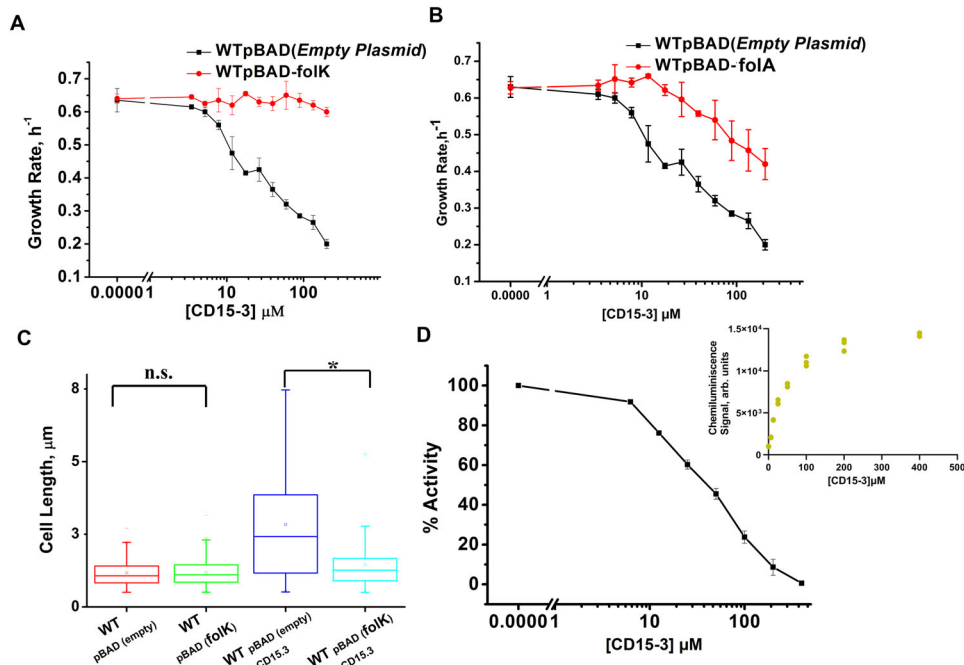 A
WTpBAD(Empty Plasmid)
WTpBAD-folK
Growth Rate, h-1
0.7
0.6
0.5
0.4
0.3
0.2
0.1
0.00001 1 10 100
[CD15-3] μM
B
WTpBAD(Empty Plasmid)
WTpBAD-folA
Growth Rate,h-1
0.7
0.6
0.5
0.4
0.3
0.2
0.1
0.0000 1 10 100
[CD15-3] μM
C
n.s.
*
Cell Length, μm
8
5
3
0
WT pBAD (empty)
WT pBAD (folK)
WT pBAD (empty) CD15.3
WT pBAD (folK) CD15.3
D
% Activity
100
80
60
40
20
0
0.00001 1 10 100
[CD15-3] μM
Chemiluminiscence
Signal, arb. units
1.5×10⁴
1×10⁴
5×10³
0
0 100 200 300 400 500
[CD15-3]μM